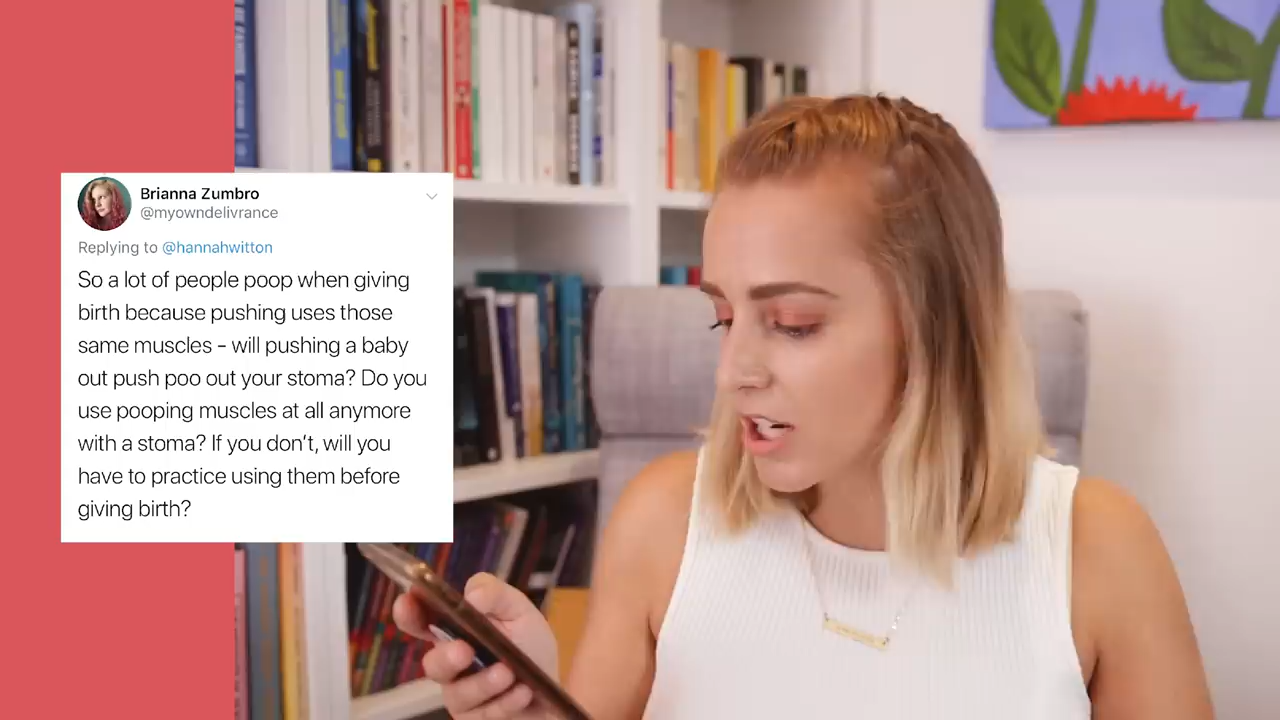 Brianna Zumbro
@myowndelivrance
Replying to @hannahwitton
So a lot of people poop when giving
birth because pushing uses those
same muscles - will pushing a baby
out push poo out your stoma? Do you
use pooping muscles at all anymore
with a stoma? If you don't, will you
have to practice using them before
giving birth?